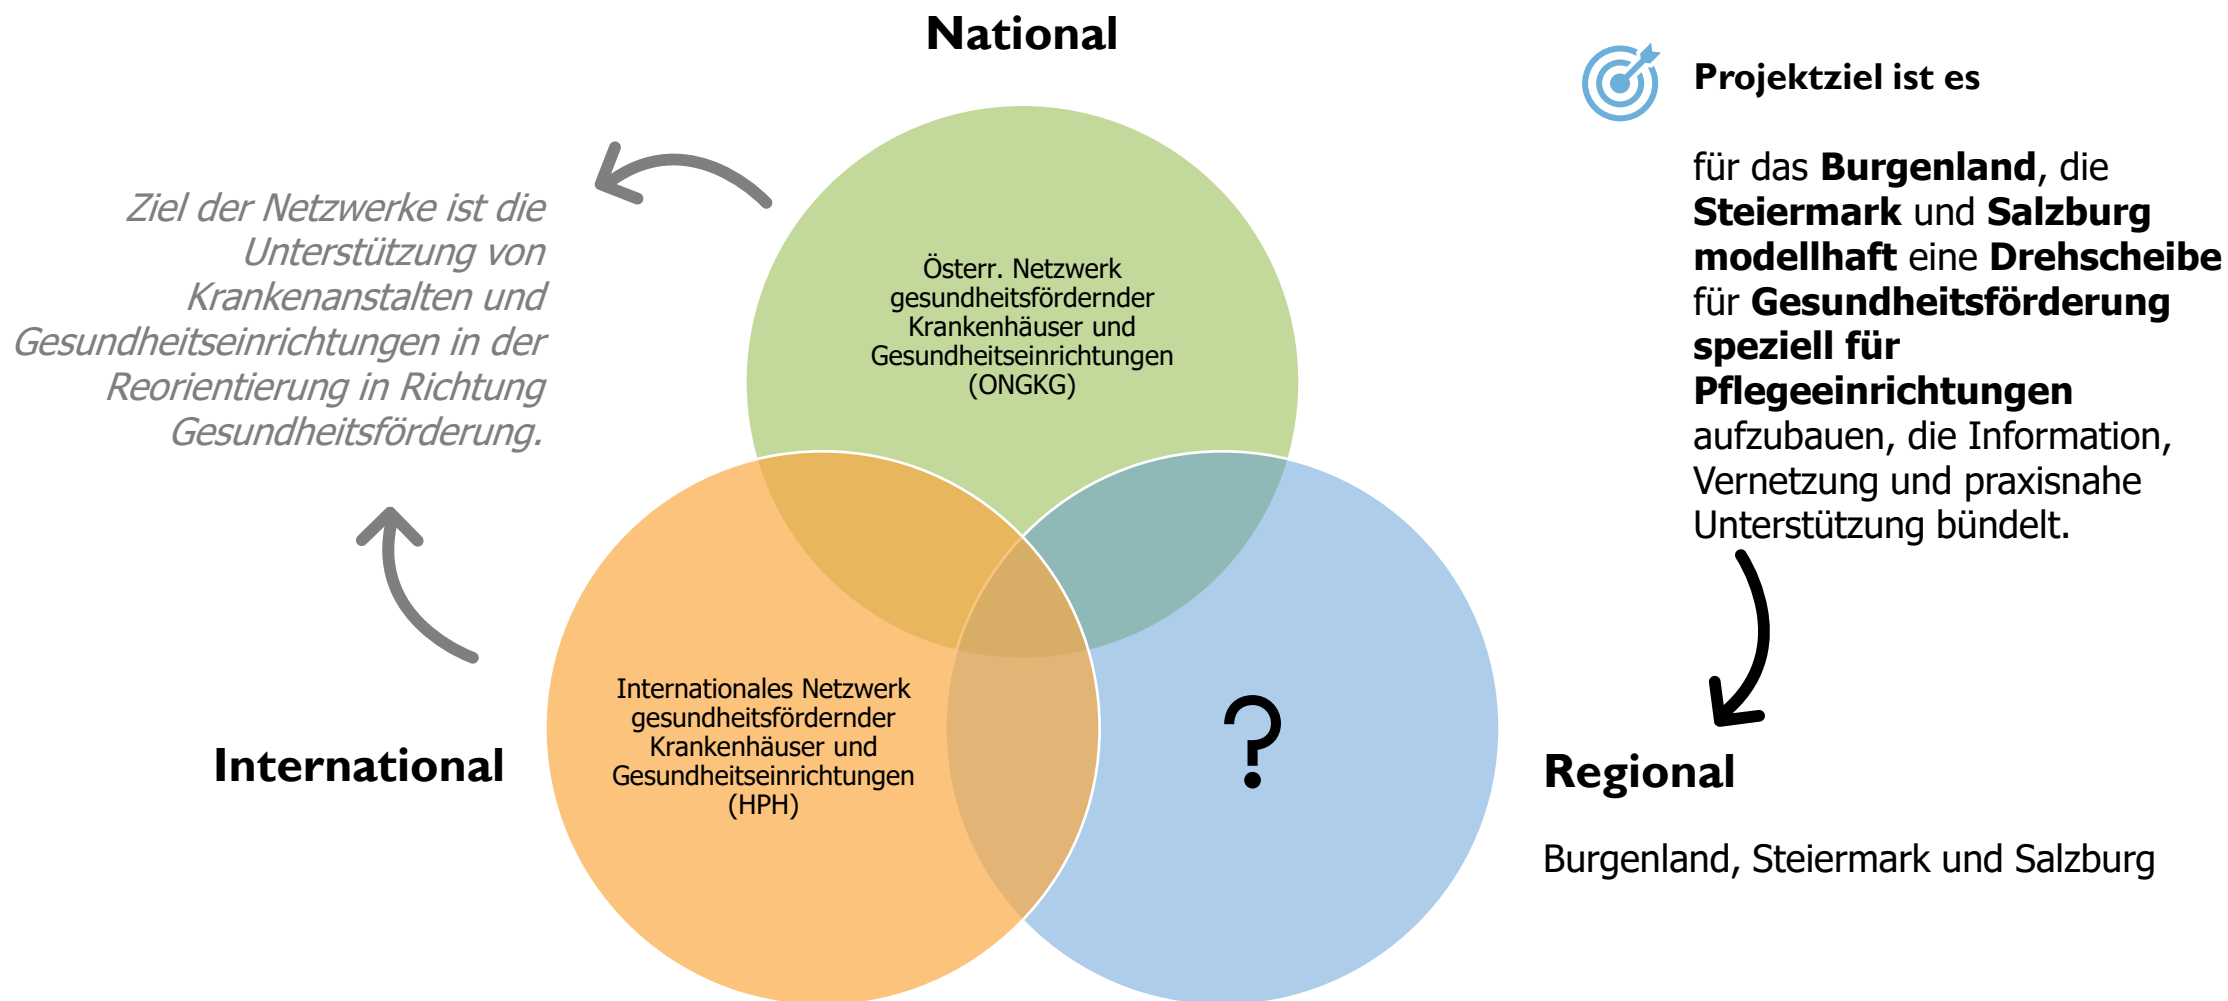 National
Projektziel ist es
für das Burgenland, die
Steiermark und Salzburg
modellhaft eine Drehscheibe
für Gesundheitsförderung
speziell für
Pflegeeinrichtungen
aufzubauen, die Information,
Vernetzung und praxisnahe
Unterstützung bündelt.
Ziel der Netzwerke ist die
Unterstützung von
Krankenanstalten und
Gesundheitseinrichtungen in der
Reorientierung in Richtung
Gesundheitsförderung.
Österr. Netzwerk
gesundheitsfördernder
Krankenhäuser und
Gesundheitseinrichtungen
(ONGKG)
International
Internationales Netzwerk
gesundheitsfördernder
Krankenhäuser und
Gesundheitseinrichtungen
(HPH)
?
Regional
Burgenland, Steiermark und Salzburg